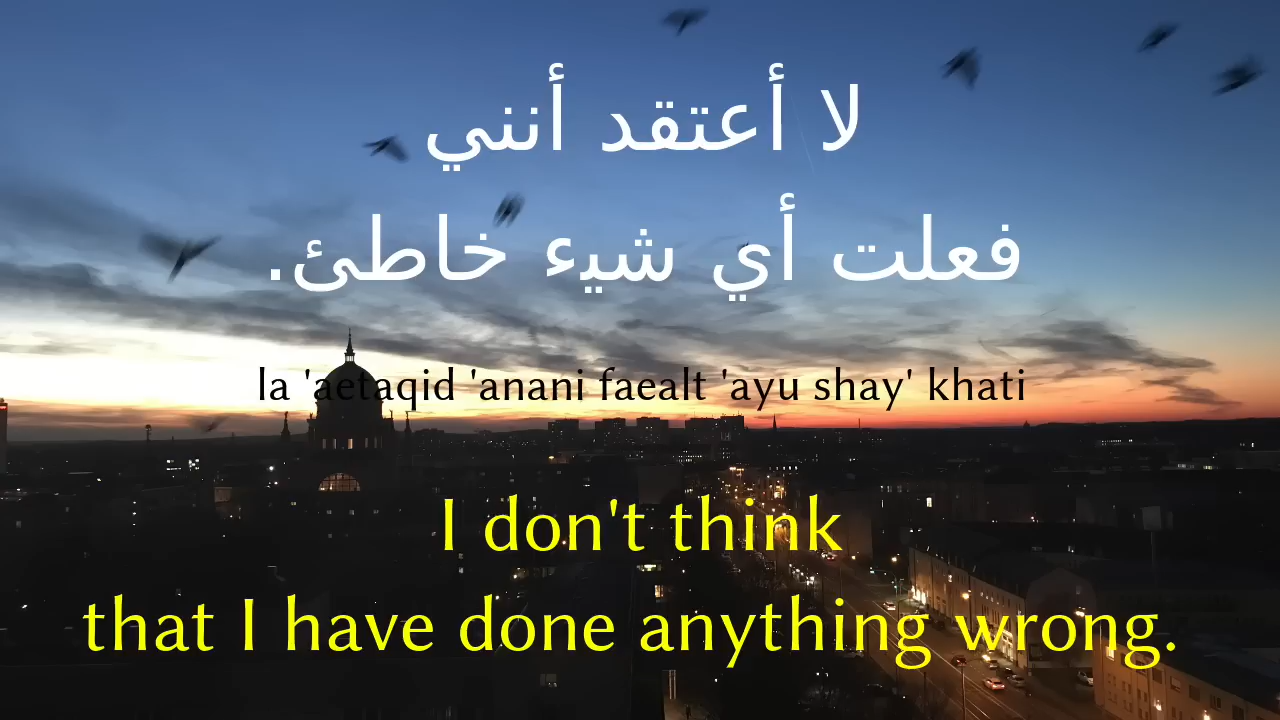 لا أعتقد أنني
فعلت أي شيء خاطئ.
la 'aetaqid 'anani faealt 'ayu shay' khati
I don't think
that I have done anything wrong.